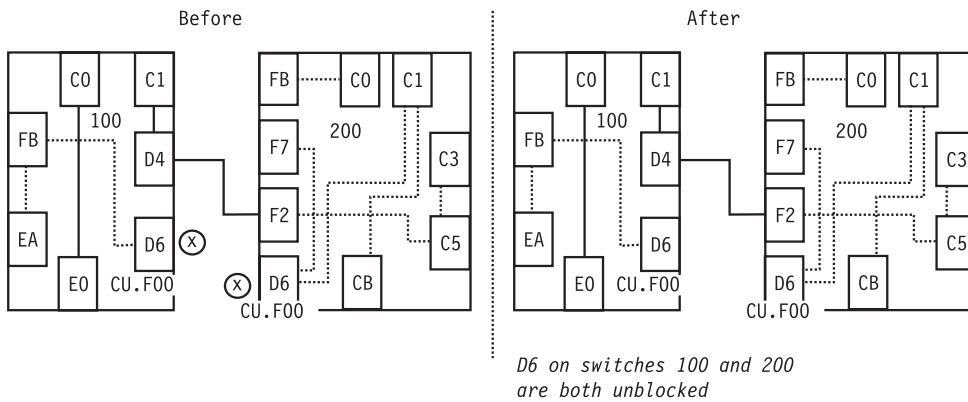 Before
After
C0 C1 FB C0 C1 C0 C1 FB C0 C1
100 200 100 200
FB D4 F7 C3 FB D4 F7 C3
F2 F2
EA D6 X C5 EA D6 C5
E0 CU.F00 X D6 CB E0 CU.F00 D6 CB
CU.F00 CU.F00
D6 on switches 100 and 200
are both unblocked